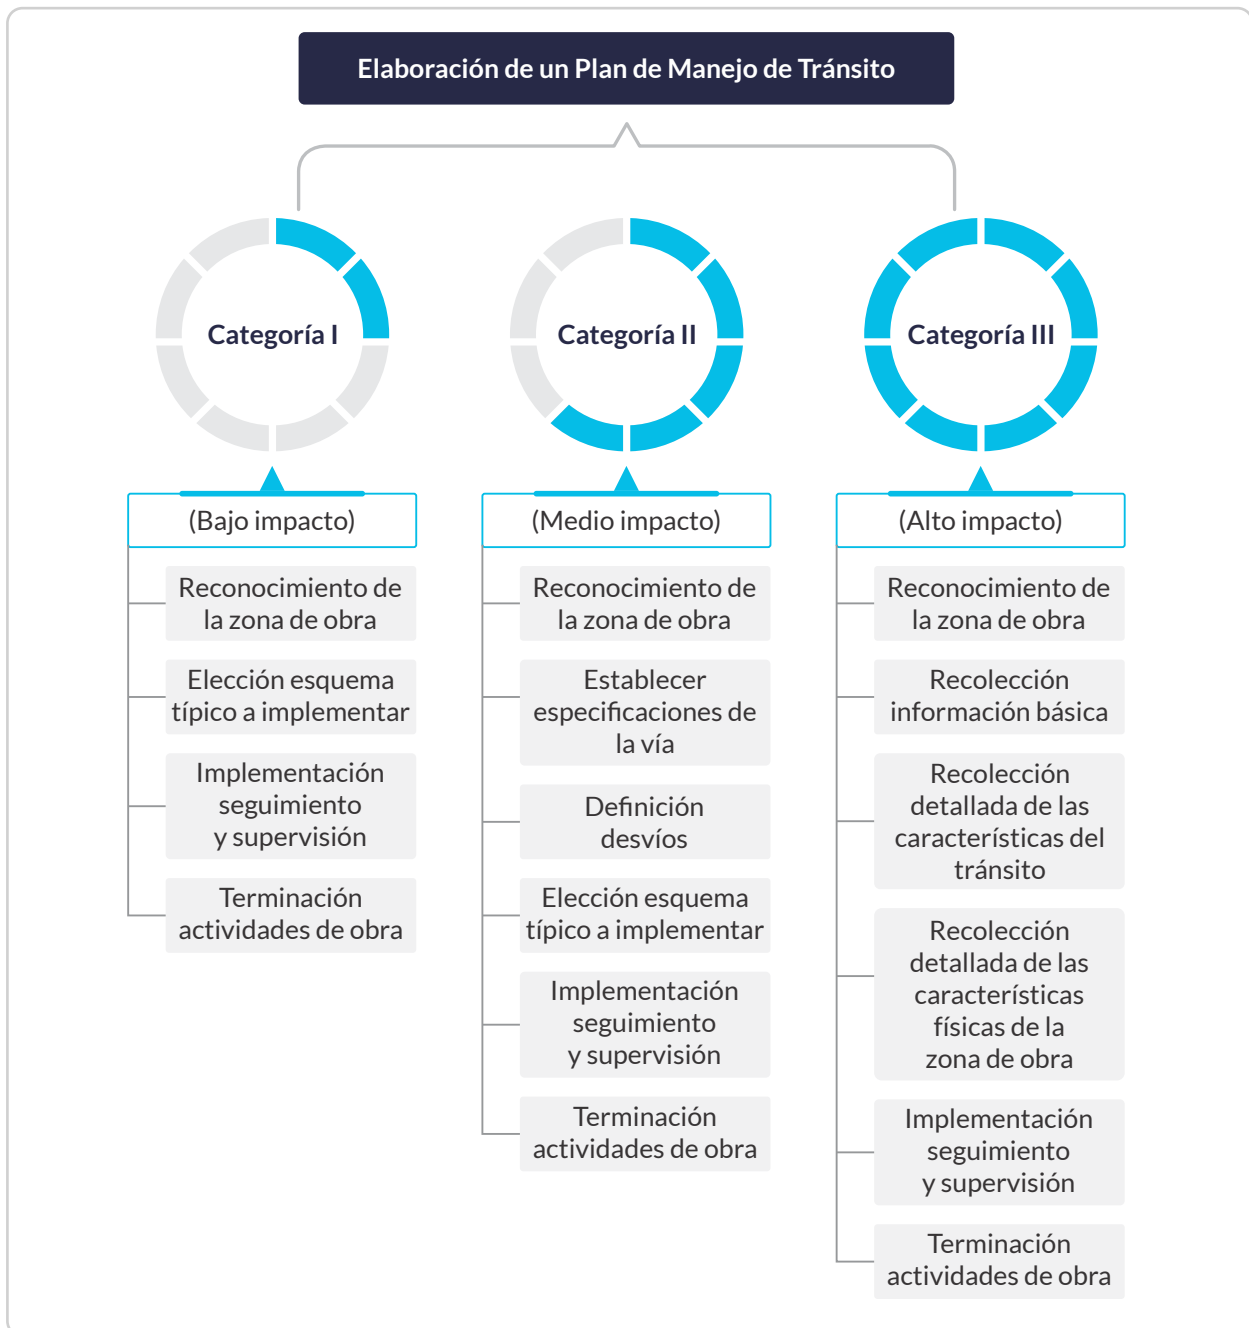 Elaboración de un Plan de Manejo de Tránsito
Categoría I
(Bajo impacto)
Reconocimiento de
la zona de obra
Elección esquema
típico a implementar
Implementación
seguimiento
y supervisión
Terminación
actividades de obra
Categoría II
(Medio impacto)
Reconocimiento de
la zona de obra
Establecer
especificaciones de
la vía
Definición
desvíos
Elección esquema
típico a implementar
Implementación
seguimiento
y supervisión
Terminación
actividades de obra
Categoría III
(Alto impacto)
Reconocimiento de
la zona de obra
Recolección
información básica
Recolección
detallada de las
características del
tránsito
Recolección
detallada de las
características
físicas de la
zona de obra
Implementación
seguimiento
y supervisión
Terminación
actividades de obra